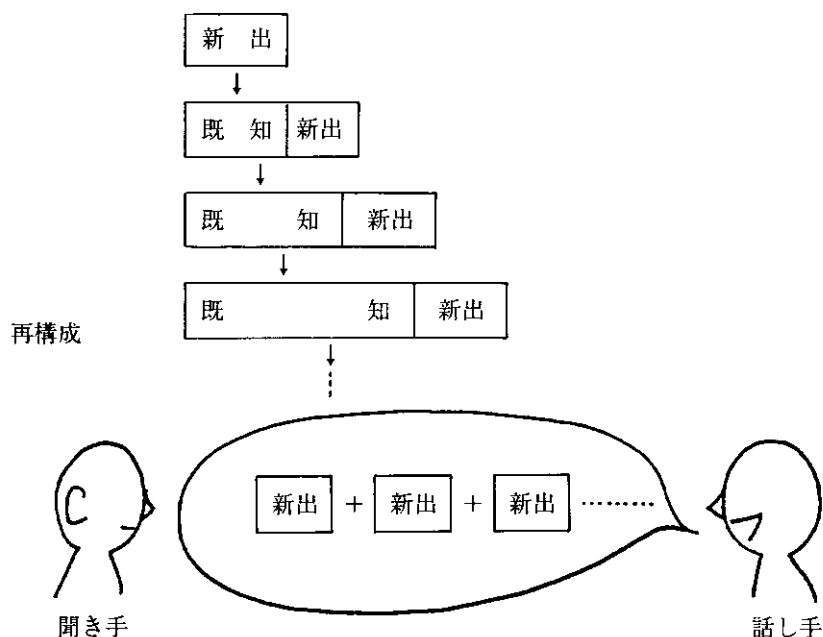 新出
既知 新出
既知 新出
既知 新出
再構成
新出 + 新出 + 新出 ………
聞き手
話し手